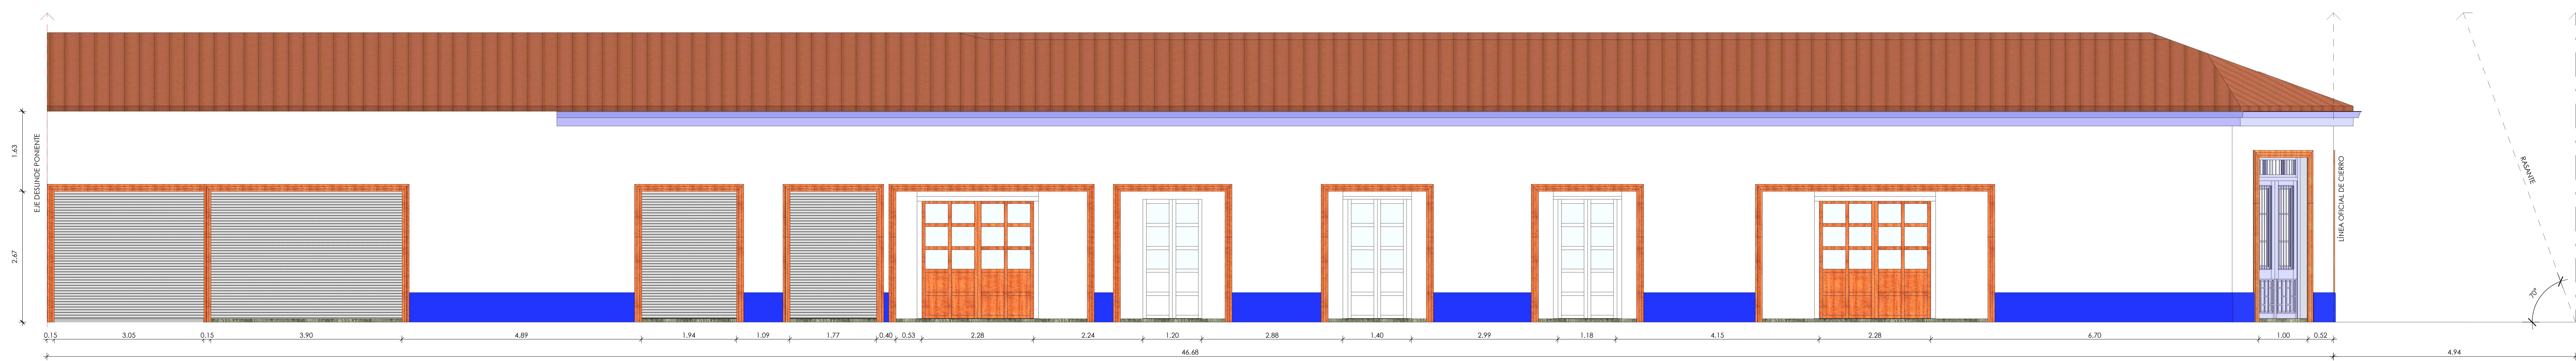 EJE DESLINDE PONIENTE
1.63
2.67
LÍNEA OFICIAL DE CIERRO
RASANTE
70°
0.15 3.05 0.15 3.90 4.89 1.94 1.09 1.77 0.40 0.53 2.28 2.24 1.20 2.88 1.40 2.99 1.18 4.15 2.28 6.70 1.00 0.52
46.68 4.94